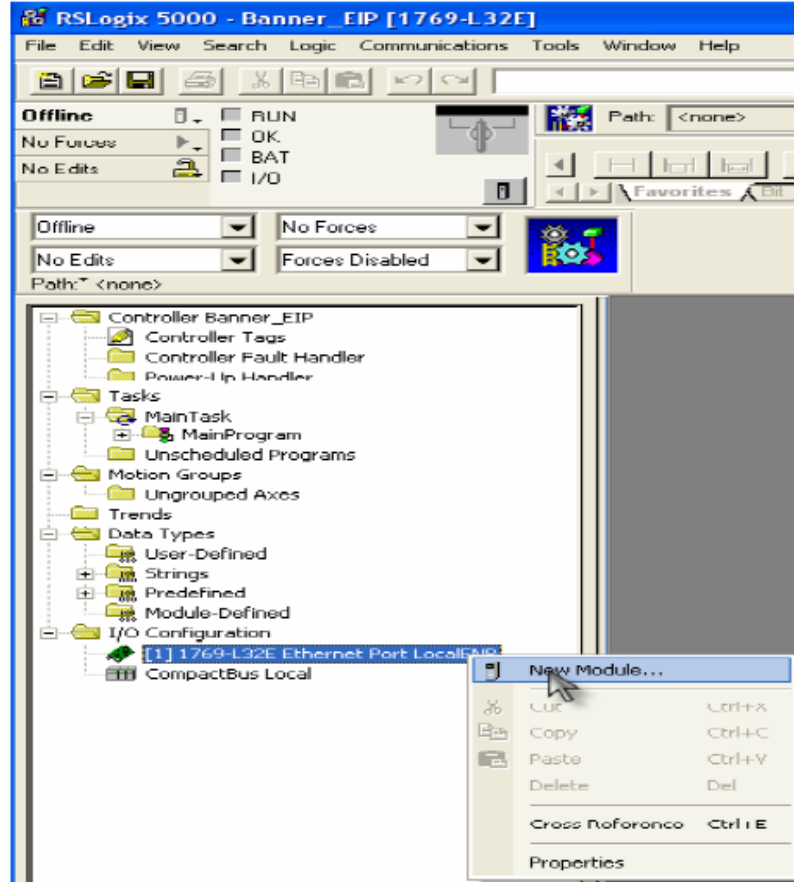 RSLogix 5000 - Banner_EIP [1769-L32E]
File Edit View Search Logic Communications Tools Window Help
Offline
RUN
Path: <none>
No Forces
OK
No Edits
BAT
I/O
Favorites Bit
Offline
No Forces
No Edits
Forces Disabled
Path:* <none>
Controller Banner_EIP
Controller Tags
Controller Fault Handler
Power-Up Handler
Tasks
MainTask
MainProgram
Unscheduled Programs
Motion Groups
Ungrouped Axes
Trends
Data Types
User-Defined
Strings
Predefined
Module-Defined
I/O Configuration
[1] 1769-L32E Ethernet Port LocalENB
CompactBus Local
New Module...
Cut Ctrl+X
Copy Ctrl+C
Paste Ctrl+V
Delete Del
Cross Reference Ctrl+E
Properties